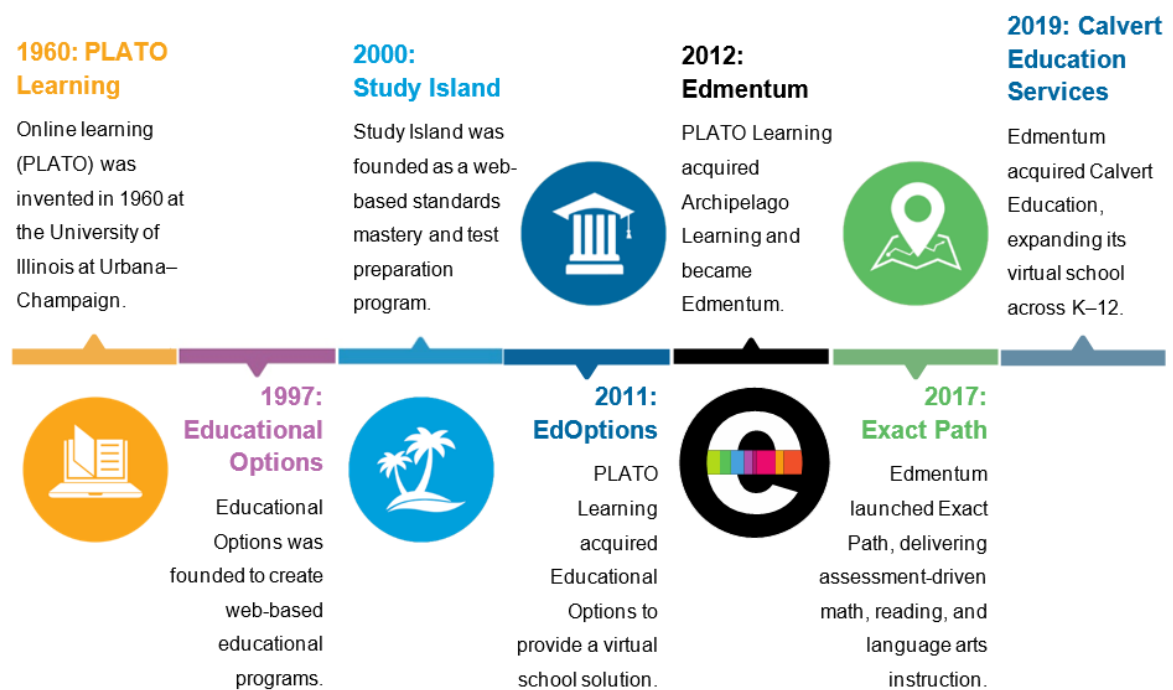 1960: PLATO
Learning
Online learning
(PLATO) was
invented in 1960 at
the University of
Illinois at Urbana–
Champaign.
1997:
Educational
Options
Educational
Options was
founded to create
web-based
educational
programs.
2000:
Study Island
Study Island was
founded as a web-
based standards
mastery and test
preparation
program.
2011:
EdOptions
PLATO
Learning
acquired
Educational
Options to
provide a virtual
school solution.
2012:
Edmentum
PLATO Learning
acquired
Archipelago
Learning and
became
Edmentum.
e
2017:
Exact Path
Edmentum
launched Exact
Path, delivering
assessment-driven
math, reading, and
language arts
instruction.
2019: Calvert
Education
Services
Edmentum
acquired Calvert
Education,
expanding its
virtual school
across K–12.